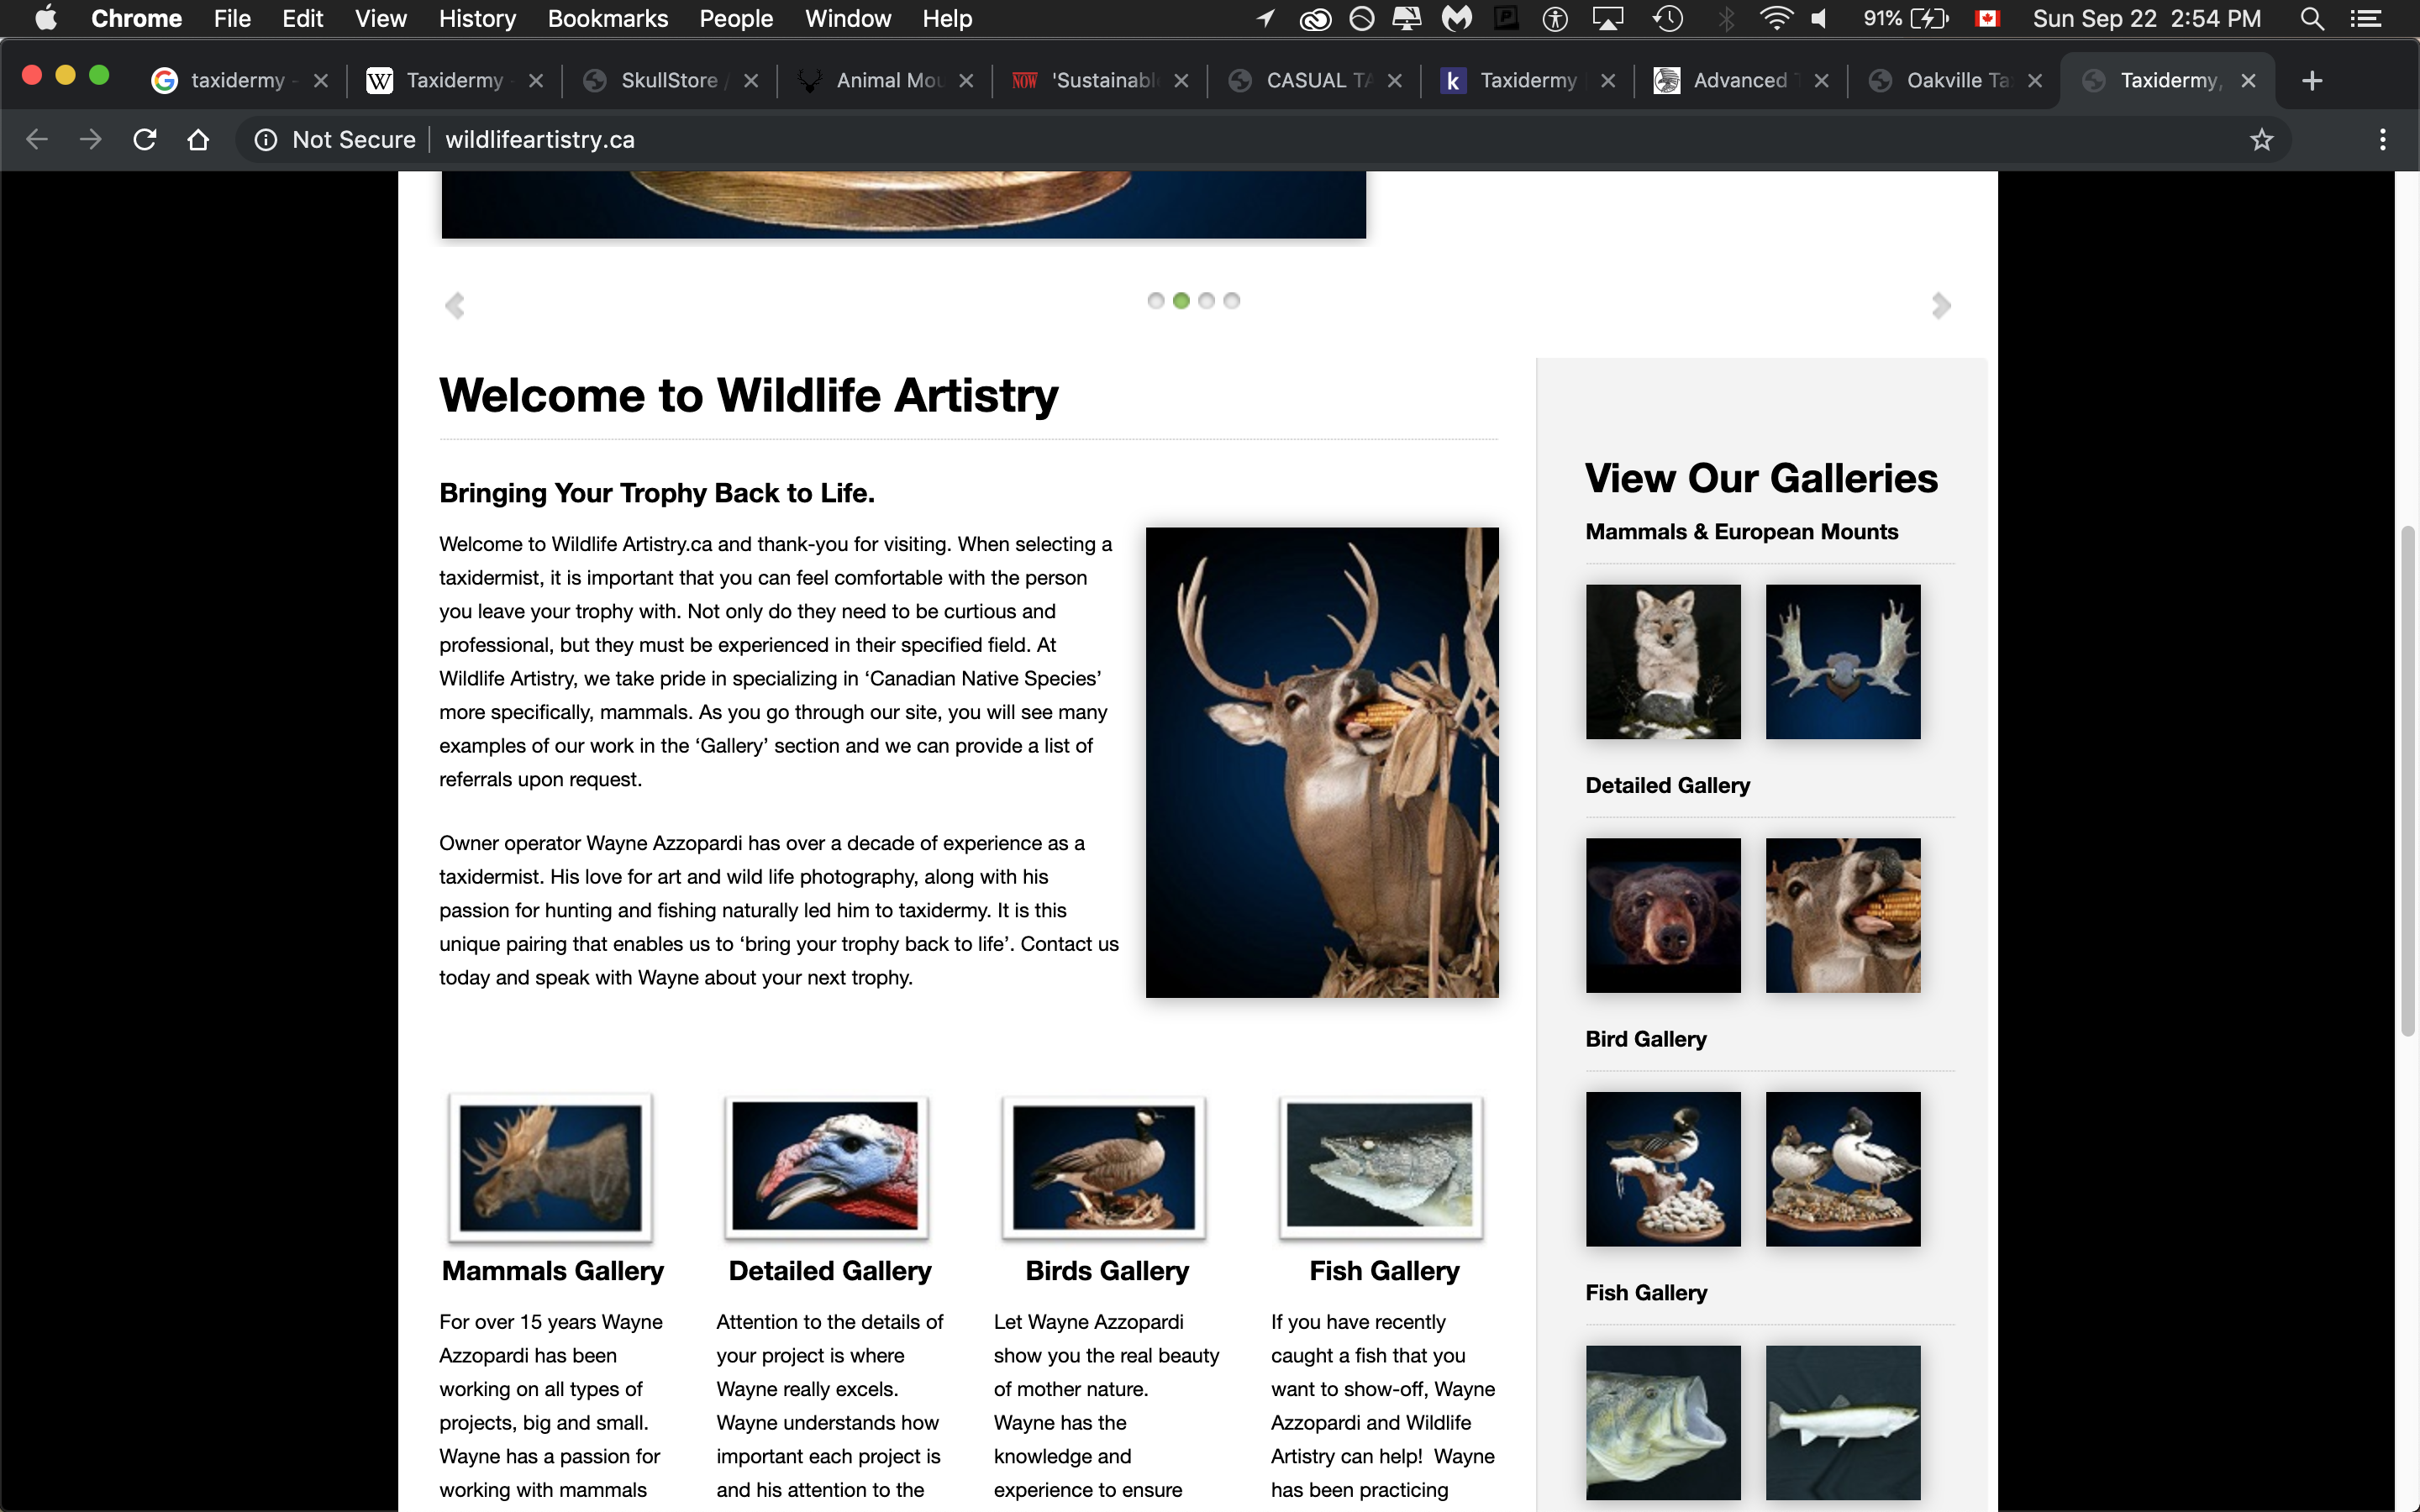 Chrome File Edit View History Bookmarks People Window Help
91%
Sun Sep 22 2:54 PM
taxidermy -
W Taxidermy
SkullStore /
Animal Mou
NOW 'Sustainabl
CASUAL TA
k Taxidermy
Advanced T
Oakville Ta
Taxidermy,
Not Secure
wildlifeartistry.ca
Welcome to Wildlife Artistry
Bringing Your Trophy Back to Life.
Welcome to Wildlife Artistry.ca and thank-you for visiting. When selecting a
taxidermist, it is important that you can feel comfortable with the person
you leave your trophy with. Not only do they need to be curtious and
professional, but they must be experienced in their specified field. At
Wildlife Artistry, we take pride in specializing in ‘Canadian Native Species’
more specifically, mammals. As you go through our site, you will see many
examples of our work in the ‘Gallery’ section and we can provide a list of
referrals upon request.
Owner operator Wayne Azzopardi has over a decade of experience as a
taxidermist. His love for art and wild life photography, along with his
passion for hunting and fishing naturally led him to taxidermy. It is this
unique pairing that enables us to ‘bring your trophy back to life’. Contact us
today and speak with Wayne about your next trophy.
Mammals Gallery
For over 15 years Wayne
Azzopardi has been
working on all types of
projects, big and small.
Wayne has a passion for
working with mammals
Detailed Gallery
Attention to the details of
your project is where
Wayne really excels.
Wayne understands how
important each project is
and his attention to the
Birds Gallery
Let Wayne Azzopardi
show you the real beauty
of mother nature.
Wayne has the
knowledge and
experience to ensure
Fish Gallery
If you have recently
caught a fish that you
want to show-off, Wayne
Azzopardi and Wildlife
Artistry can help! Wayne
has been practicing
View Our Galleries
Mammals & European Mounts
Detailed Gallery
Bird Gallery
Fish Gallery